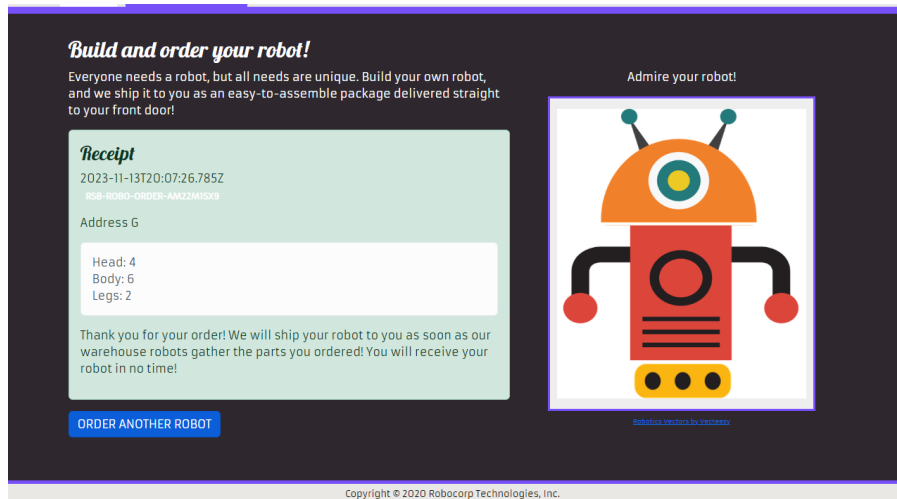 Build and order your robot!
Everyone needs a robot, but all needs are unique. Build your own robot,
and we ship it to you as an easy-to-assemble package delivered straight
to your front door!
Admire your robot!
Receipt
2023-11-13T20:07:26.785Z
RSB-ROBO-ORDER-AM22M1SX9
Address G
Head: 4
Body: 6
Legs: 2
Thank you for your order! We will ship your robot to you as soon as our
warehouse robots gather the parts you ordered! You will receive your
robot in no time!
ORDER ANOTHER ROBOT
Robotics Vectors by Vecteezy
Copyright © 2020 Robocorp Technologies, Inc.